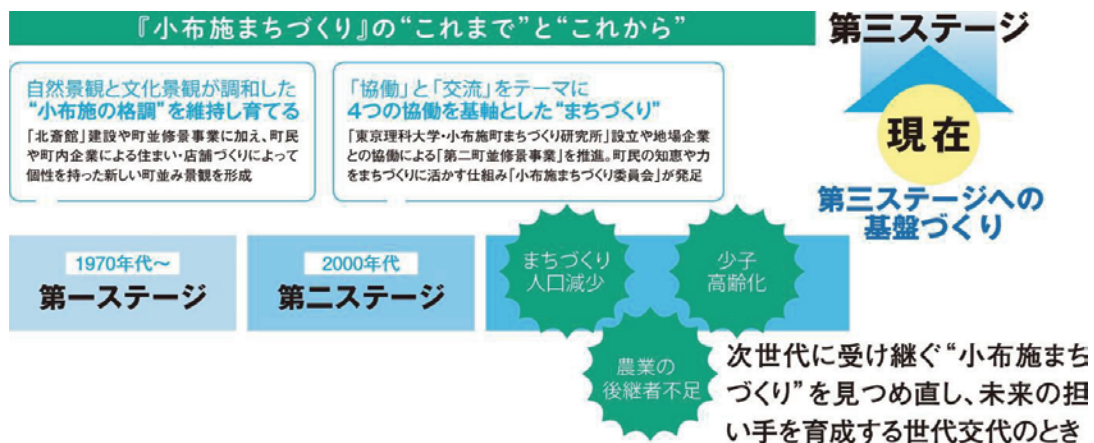 『小布施まちづくり』の“これまで”と“これから”
自然景観と文化景観が調和した
“小布施の格調”を維持し育てる
「北斎館」建設や町並修景事業に加え、町民
や町内企業による住まい・店舗づくりによって
個性を持った新しい町並み景観を形成
「協働」と「交流」をテーマに
4つの協働を基軸とした“まちづくり”
「東京理科大学・小布施町まちづくり研究所」設立や地場企業
との協働による「第二町並修景事業」を推進。町民の知恵や力
をまちづくりに活かす仕組み「小布施まちづくり委員会」が発足
第三ステージ
現在
第三ステージへの
基盤づくり
1970年代～
第一ステージ
2000年代
第二ステージ
まちづくり
人口減少
少子
高齢化
農業の
後継者不足
次世代に受け継ぐ“小布施まち
づくり”を見つめ直し、未来の担
い手を育成する世代交代のとき